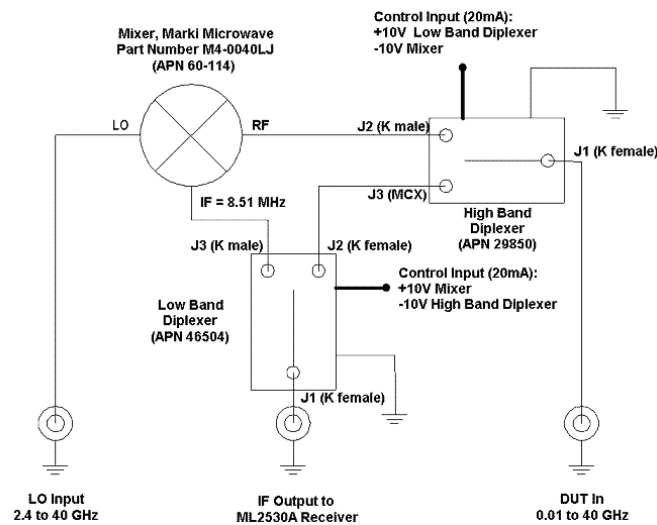 Mixer, Marki Microwave
Part Number M4-0040LJ
(APN 60-114)
Control Input (20mA):
+10V Low Band Diplexer
-10V Mixer
LO
RF
J2 (K male)
J1 (K female)
J3 (MCX)
IF = 8.51 MHz
High Band
Diplexer
(APN 29850)
J3 (K male)
J2 (K female)
Control Input (20mA):
+10V Mixer
-10V High Band Diplexer
Low Band
Diplexer
(APN 46504)
J1 (K female)
LO Input
2.4 to 40 GHz
IF Output to
ML2530A Receiver
DUT In
0.01 to 40 GHz